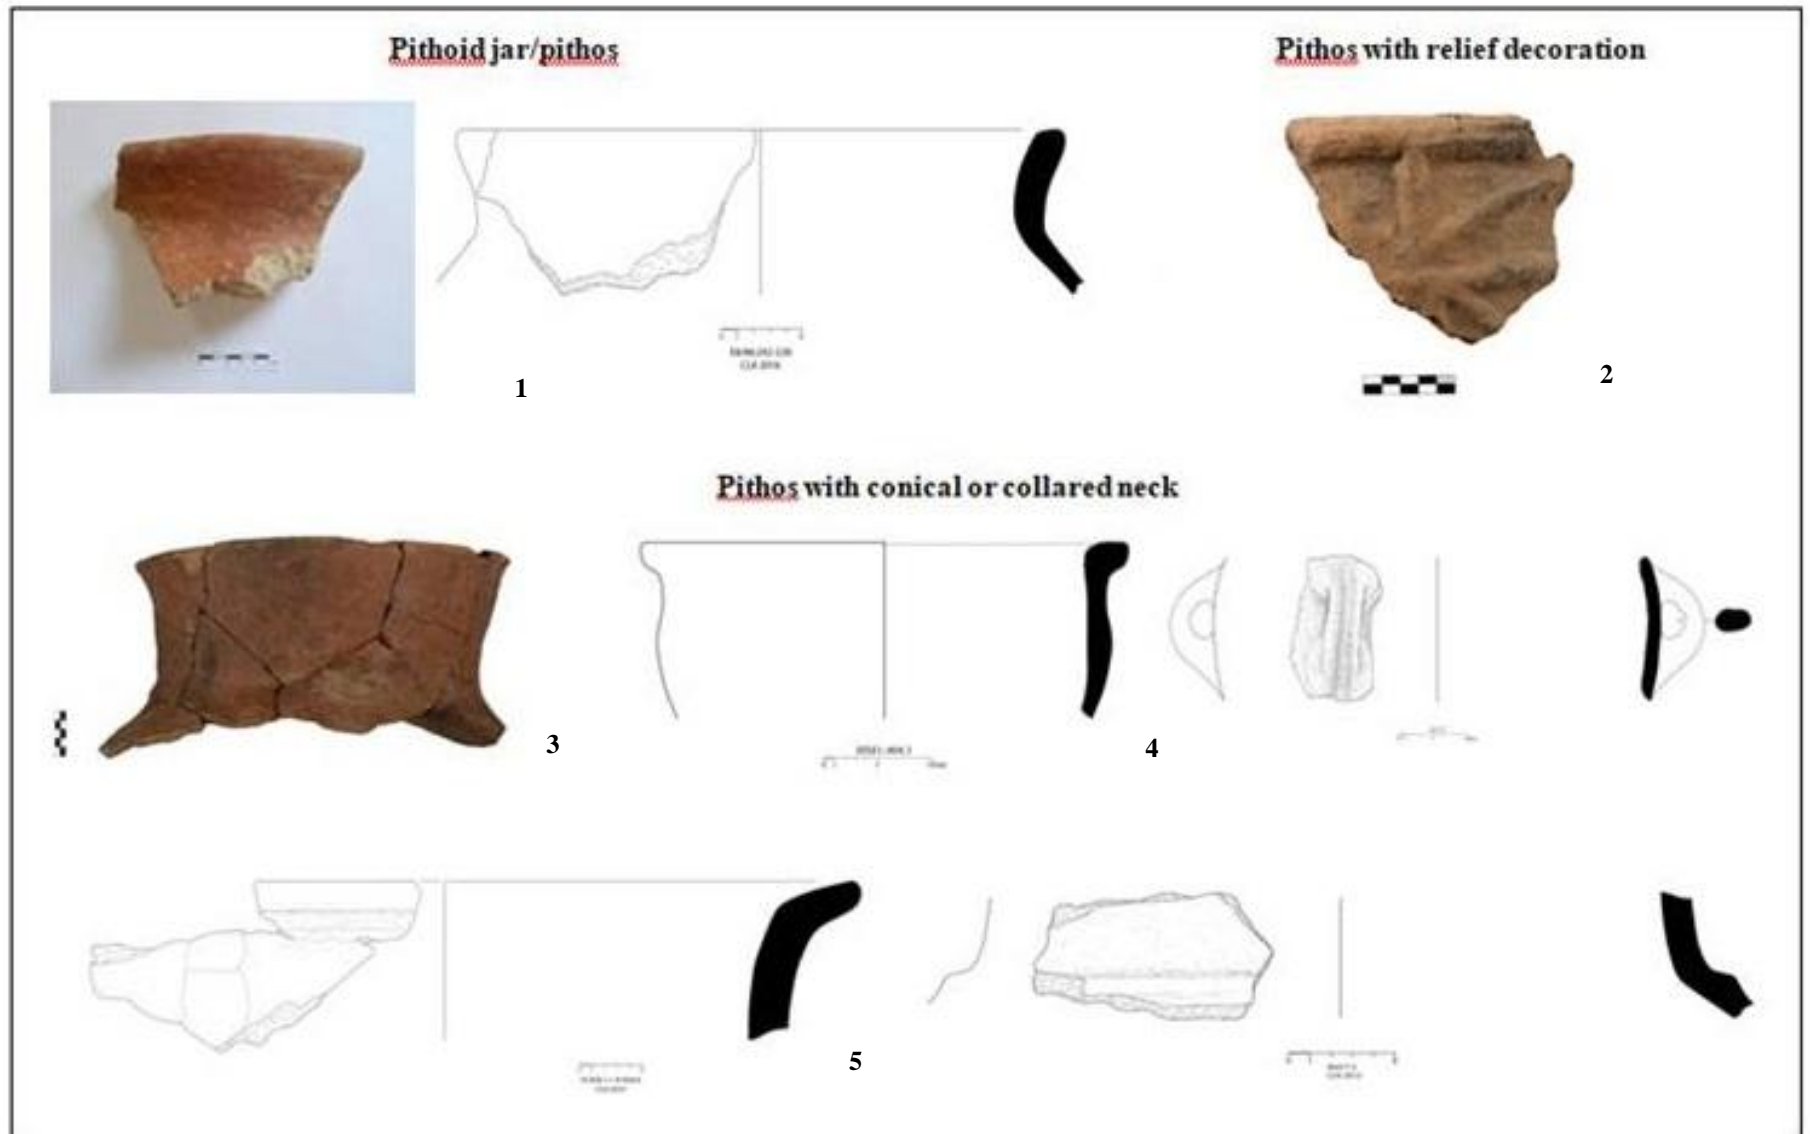 Pithoid jar/pithos
Pithos with relief decoration
1
2
Pithos with conical or collared neck
3
4
5